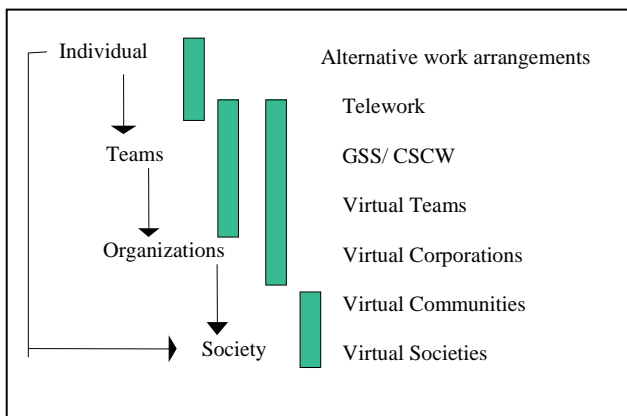 Individual
Alternative work arrangements
Telework
Teams
GSS/ CSCW
Virtual Teams
Organizations
Virtual Corporations
Virtual Communities
Society
Virtual Societies